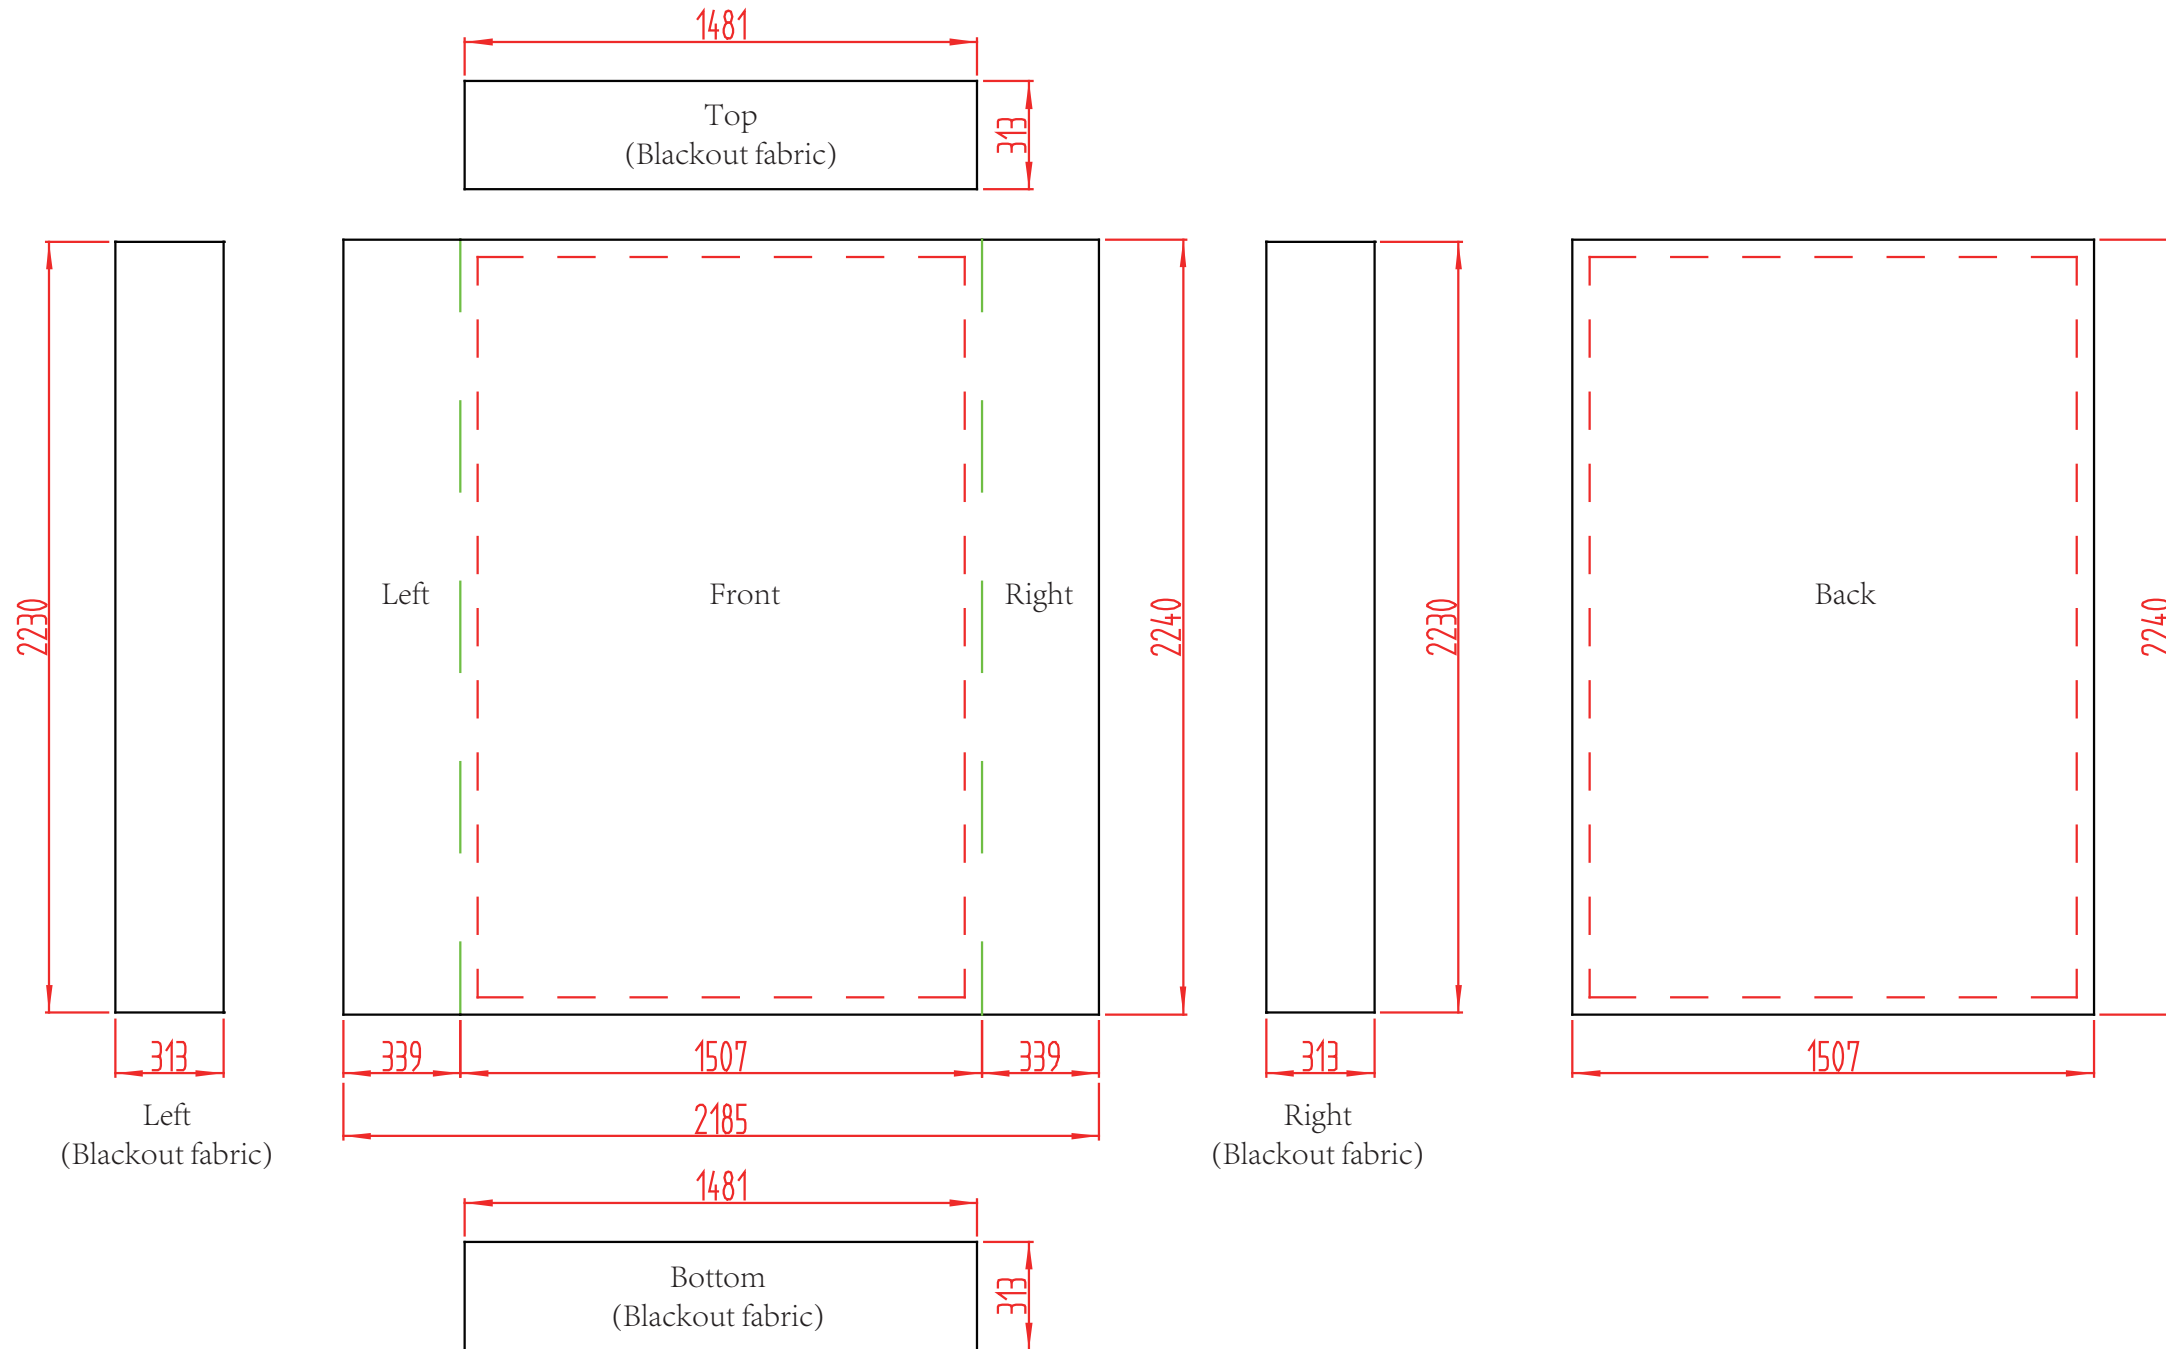 1481
Top
(Blackout fabric)
313
2230
Left
Front
Right
2240
2230
Back
2240
313
339
1507
339
313
1507
2185
Left
(Blackout fabric)
Right
(Blackout fabric)
1481
Bottom
(Blackout fabric)
313